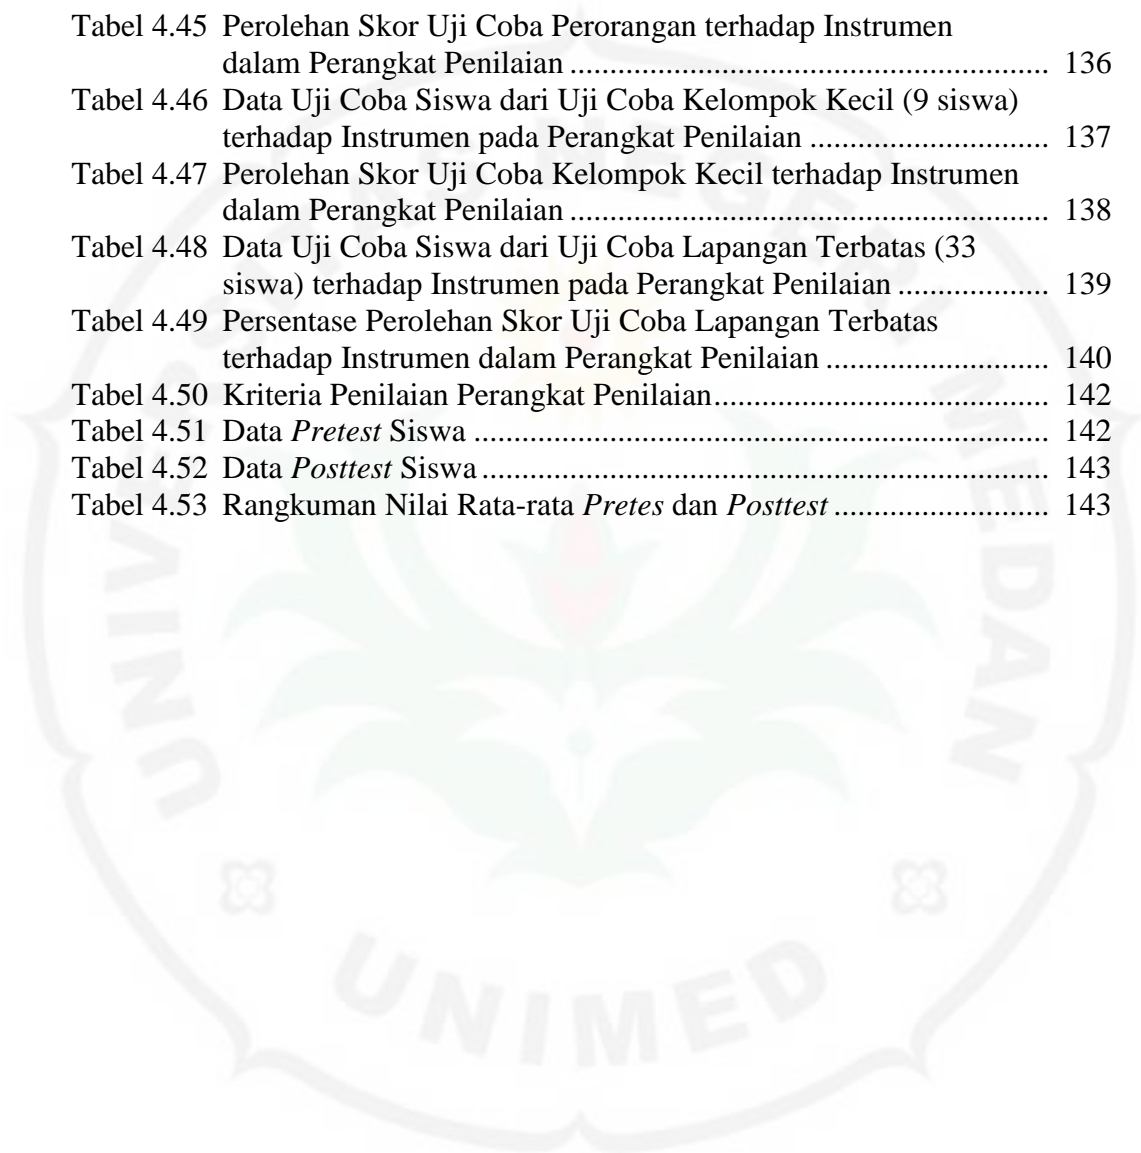 Tabel 4.45 Perolehan Skor Uji Coba Perorangan terhadap Instrumen
dalam Perangkat Penilaian ........................................................ 136
Tabel 4.46 Data Uji Coba Siswa dari Uji Coba Kelompok Kecil (9 siswa)
terhadap Instrumen pada Perangkat Penilaian ............................ 137
Tabel 4.47 Perolehan Skor Uji Coba Kelompok Kecil terhadap Instrumen
dalam Perangkat Penilaian ........................................................ 138
Tabel 4.48 Data Uji Coba Siswa dari Uji Coba Lapangan Terbatas (33
siswa) terhadap Instrumen pada Perangkat Penilaian .................. 139
Tabel 4.49 Persentase Perolehan Skor Uji Coba Lapangan Terbatas
terhadap Instrumen dalam Perangkat Penilaian .......................... 140
Tabel 4.50 Kriteria Penilaian Perangkat Penilaian....................................... 142
Tabel 4.51 Data Pretest Siswa ................................................................... 142
Tabel 4.52 Data Posttest Siswa .................................................................. 143
Tabel 4.53 Rangkuman Nilai Rata-rata Pretes dan Posttest ......................... 143
UNIVERSITAS NEGERI MEDAN
UNIMED